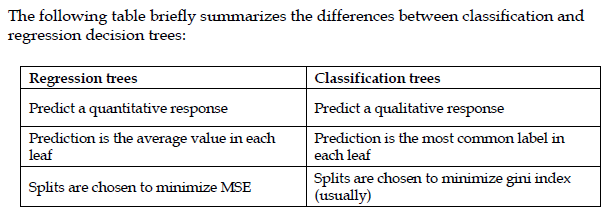 The following table briefly summarizes the differences between classification and
regression decision trees:
Regression trees
Classification trees
Predict a quantitative response
Predict a qualitative response
Prediction is the average value in each
leaf
Prediction is the most common label in
each leaf
Splits are chosen to minimize MSE
Splits are chosen to minimize gini index
(usually)